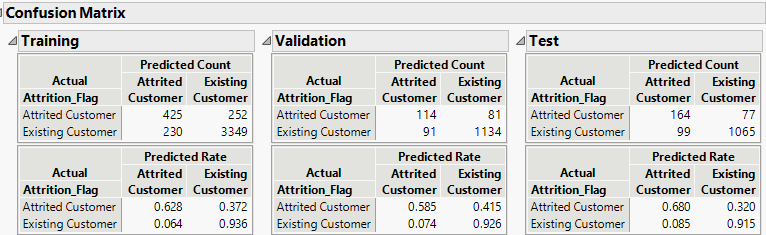 Confusion Matrix
Training Validation Test
Predicted Count Predicted Count Predicted Count
Actual Attrited Existing Actual Attrited Existing Actual Attrited Existing
Attrition_Flag Customer Customer Attrition_Flag Customer Customer Attrition_Flag Customer Customer
Attrited Customer 425 252 Attrited Customer 114 81 Attrited Customer 164 77
Existing Customer 230 3349 Existing Customer 91 1134 Existing Customer 99 1065
Predicted Rate Predicted Rate Predicted Rate
Actual Attrited Existing Actual Attrited Existing Actual Attrited Existing
Attrition_Flag Customer Customer Attrition_Flag Customer Customer Attrition_Flag Customer Customer
Attrited Customer 0.628 0.372 Attrited Customer 0.585 0.415 Attrited Customer 0.680 0.320
Existing Customer 0.064 0.936 Existing Customer 0.074 0.926 Existing Customer 0.085 0.915